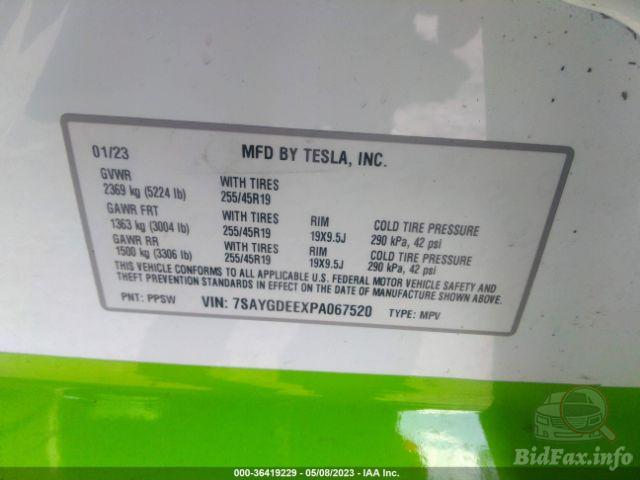 01/23 MFD BY TESLA, INC.
GVWR
2369 kg (5224 lb) WITH TIRES 255/45R19
GAWR FRT
1363 kg (3004 lb) WITH TIRES 255/45R19 RIM 19X9.5J COLD TIRE PRESSURE 290 kPa, 42 psi
GAWR RR
1500 kg (3306 lb) WITH TIRES 255/45R19 RIM 19X9.5J COLD TIRE PRESSURE 290 kPa, 42 psi
THIS VEHICLE CONFORMS TO ALL APPLICABLE U.S. FEDERAL MOTOR VEHICLE SAFETY AND
THEFT PREVENTION STANDARDS IN EFFECT ON THE DATE OF MANUFACTURE SHOWN ABOVE.
PNT: PPSW VIN: 7SAYGDEEXPA067520 TYPE: MPV
BidFax.info
000-36419229 - 05/08/2023 - IAA Inc.